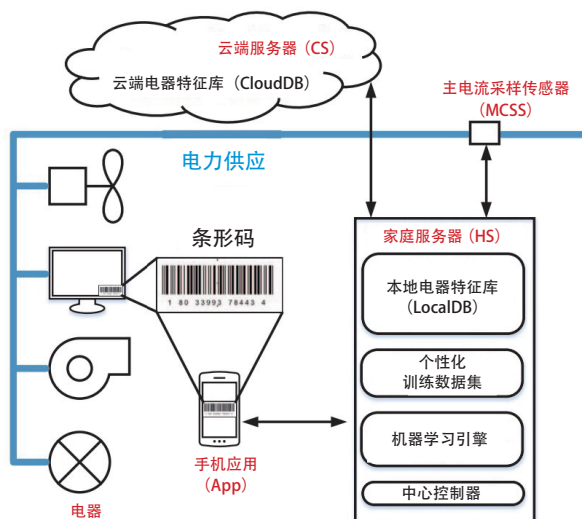 云端服务器（CS）
云端电器特征库（CloudDB）
主电流采样传感器
（MCSS）
电力供应
条形码
1 80 33993 78443 4
家庭服务器（HS）
本地电器特征库
（LocalDB）
个性化
训练数据集
机器学习引擎
中心控制器
手机应用
（App）
电器